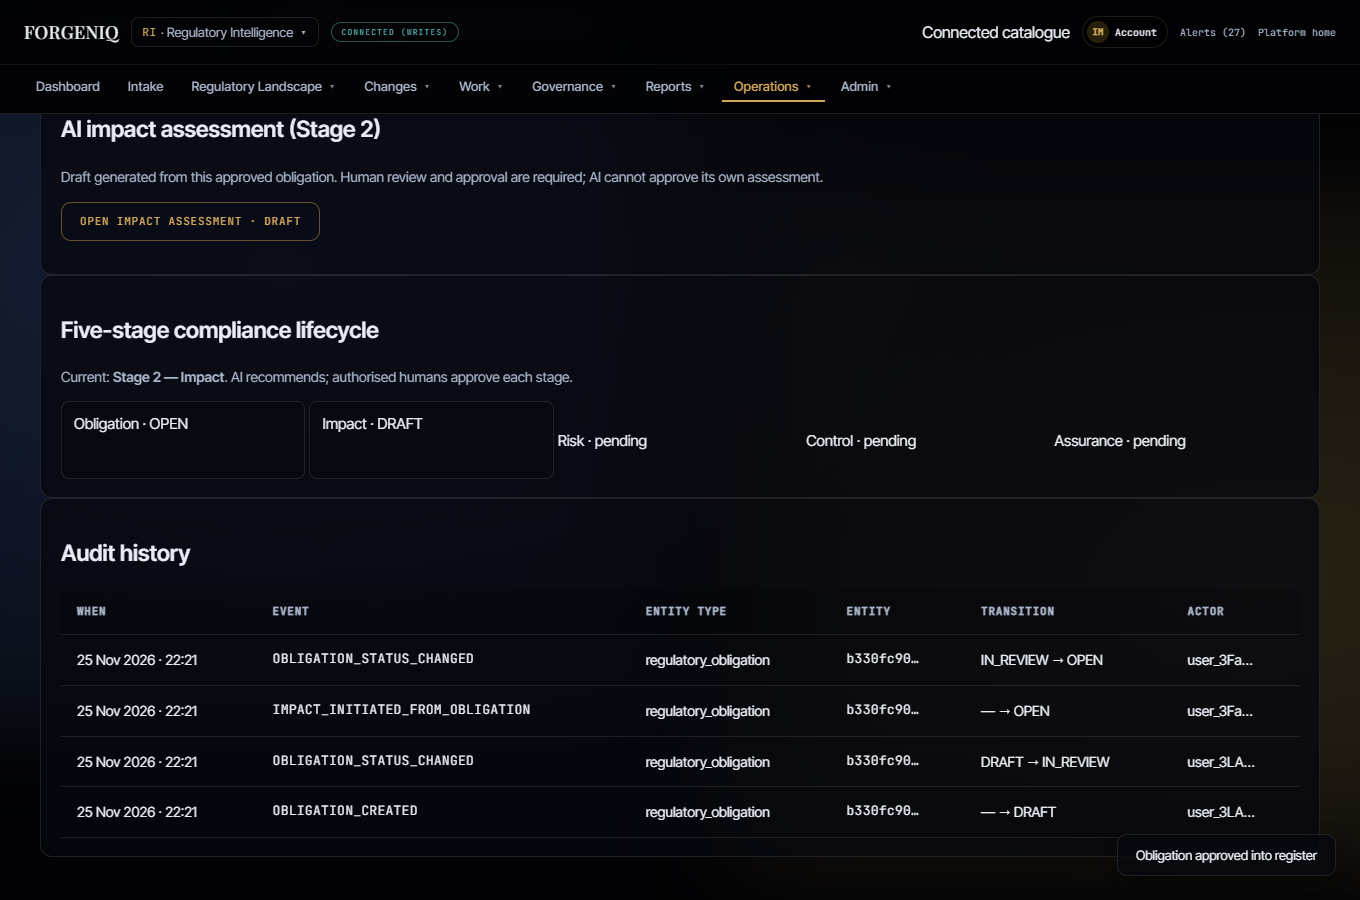 FORGENIQ
RI · Regulatory Intelligence
CONNECTED (WRITES)
Connected catalogue
IM Account
Alerts (27)
Platform home
Dashboard
Intake
Regulatory Landscape
Changes
Work
Governance
Reports
Operations
Admin
AI impact assessment (Stage 2)
Draft generated from this approved obligation. Human review and approval are required; AI cannot approve its own assessment.
OPEN IMPACT ASSESSMENT · DRAFT
Five-stage compliance lifecycle
Current: Stage 2 — Impact. AI recommends; authorised humans approve each stage.
Obligation · OPEN
Impact · DRAFT
Risk · pending
Control · pending
Assurance · pending
Audit history
WHEN EVENT ENTITY TYPE ENTITY TRANSITION ACTOR
25 Nov 2026 · 22:21 OBLIGATION_STATUS_CHANGED regulatory_obligation b330fc90… IN_REVIEW → OPEN user_3Fa…
25 Nov 2026 · 22:21 IMPACT_INITIATED_FROM_OBLIGATION regulatory_obligation b330fc90… — → OPEN user_3Fa…
25 Nov 2026 · 22:21 OBLIGATION_STATUS_CHANGED regulatory_obligation b330fc90… DRAFT → IN_REVIEW user_3LA…
25 Nov 2026 · 22:21 OBLIGATION_CREATED regulatory_obligation b330fc90… — → DRAFT user_3LA…
Obligation approved into register